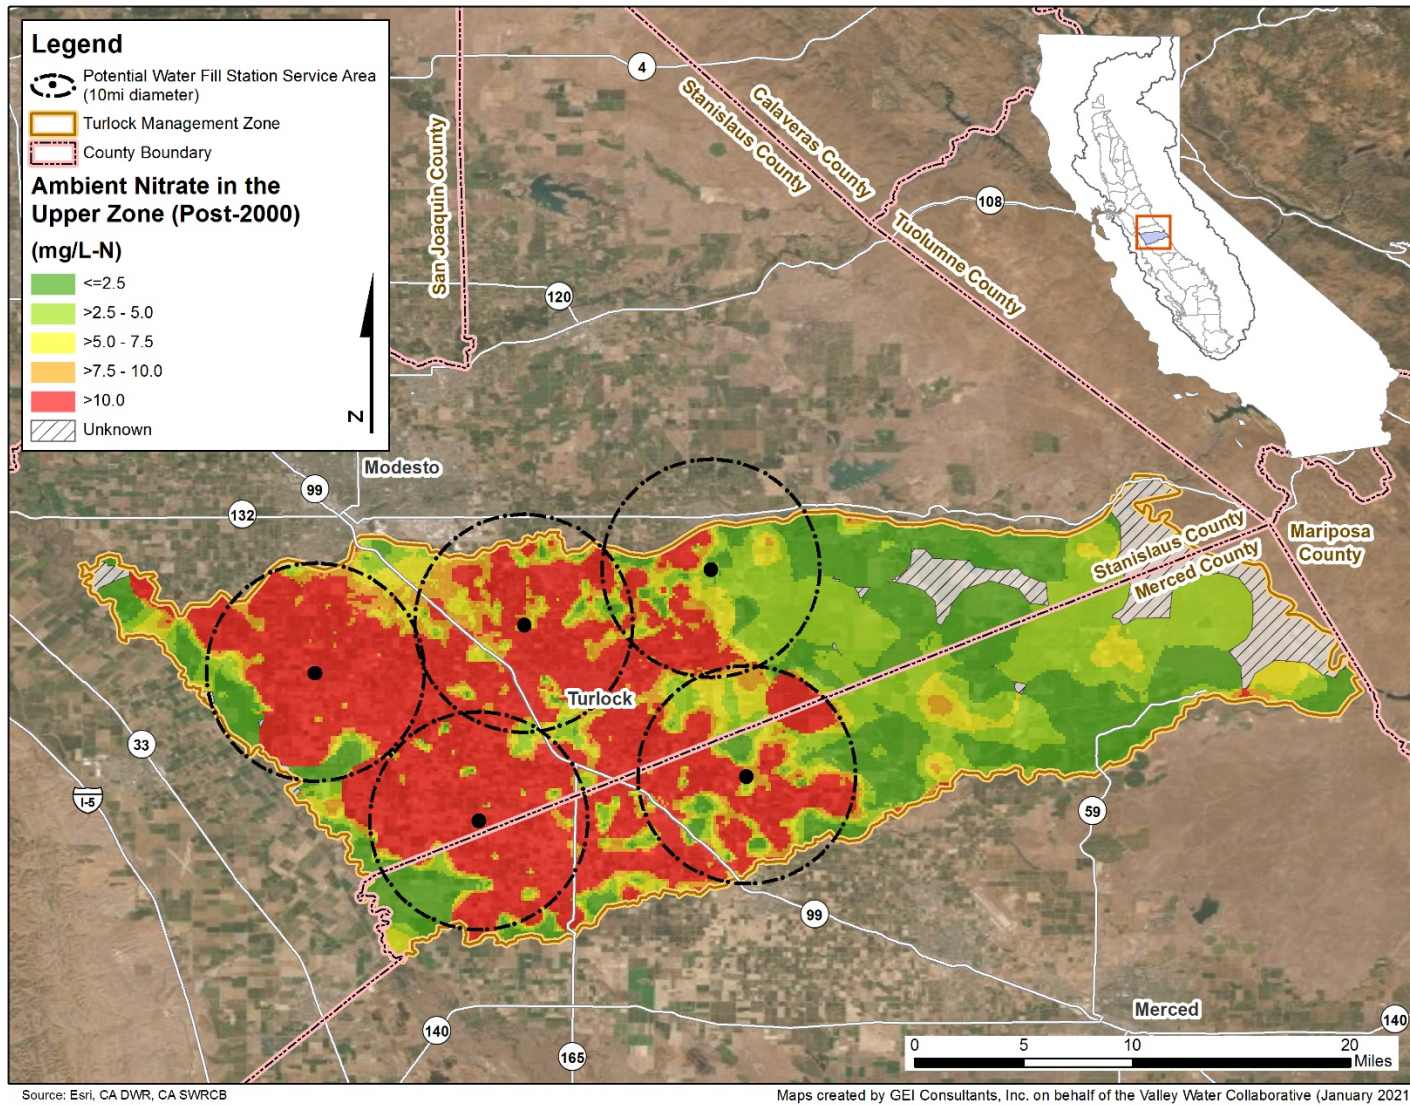 Legend
Potential Water Fill Station Service Area
(10mi diameter)
Turlock Management Zone
County Boundary
Ambient Nitrate in the
Upper Zone (Post-2000)
(mg/L-N)
<=2.5
>2.5 - 5.0
>5.0 - 7.5
>7.5 - 10.0
>10.0
Unknown
N
4
San Joaquin County
Stanislaus County
Calaveras County
108
Tuolumne County
120
Modesto
99
132
Stanislaus County
Merced County
Mariposa
County
Turlock
33
I-5
59
99
Merced
140
140
165
0 5 10 20
Miles
Source: Esri, CA DWR, CA SWRCB
Maps created by GEI Consultants, Inc. on behalf of the Valley Water Collaborative (January 2021